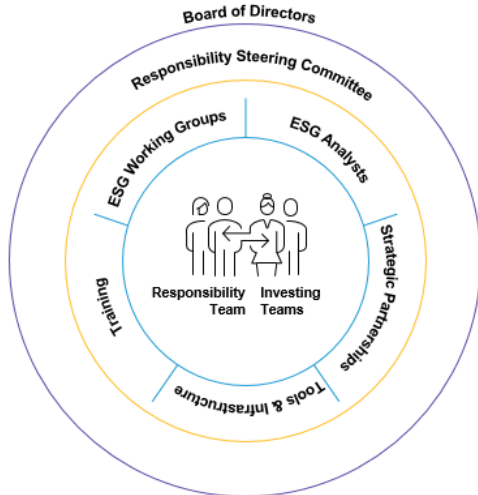 Board of Directors
Responsibility Steering Committee
ESG Working Groups
ESG Analysts
Strategic Partnerships
Tools & Infrastructure
Training
Responsibility
Team
Investing
Teams